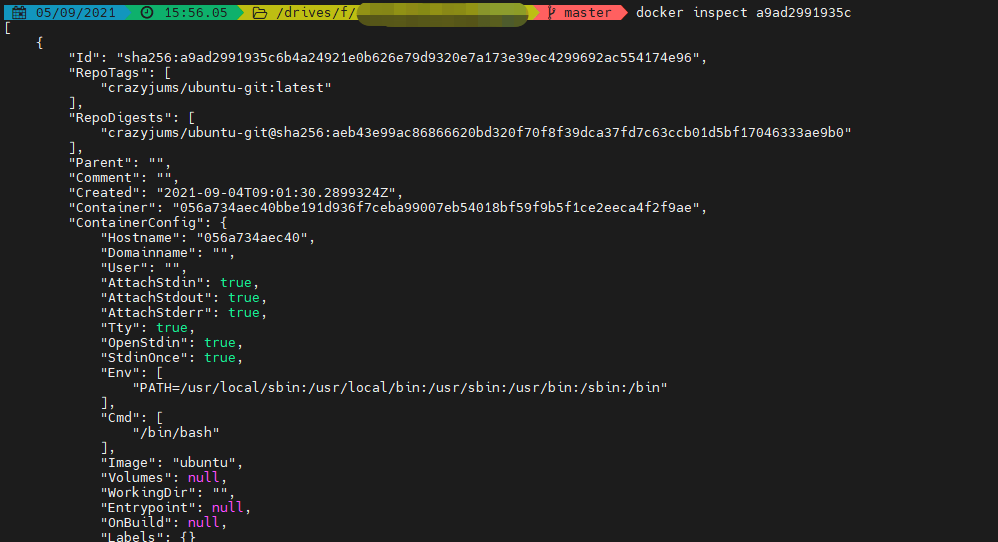 05/09/2021 15:56.05 /drives/f/ master docker inspect a9ad2991935c
[
    {
        "Id": "sha256:a9ad2991935c6b4a24921e0b626e79d9320e7a173e39ec4299692ac554174e96",
        "RepoTags": [
            "crazyjums/ubuntu-git:latest"
        ],
        "RepoDigests": [
            "crazyjums/ubuntu-git@sha256:aeb43e99ac86866620bd320f70f8f39dca37fd7c63ccb01d5bf17046333ae9b0"
        ],
        "Parent": "",
        "Comment": "",
        "Created": "2021-09-04T09:01:30.2899324Z",
        "Container": "056a734aec40bbe191d936f7ceba99007eb54018bf59f9b5f1ce2eeca4f2f9ae",
        "ContainerConfig": {
            "Hostname": "056a734aec40",
            "Domainname": "",
            "User": "",
            "AttachStdin": true,
            "AttachStdout": true,
            "AttachStderr": true,
            "Tty": true,
            "OpenStdin": true,
            "StdinOnce": true,
            "Env": [
                "PATH=/usr/local/sbin:/usr/local/bin:/usr/sbin:/usr/bin:/sbin:/bin"
            ],
            "Cmd": [
                "/bin/bash"
            ],
            "Image": "ubuntu",
            "Volumes": null,
            "WorkingDir": "",
            "Entrypoint": null,
            "OnBuild": null,
            "Labels": {}